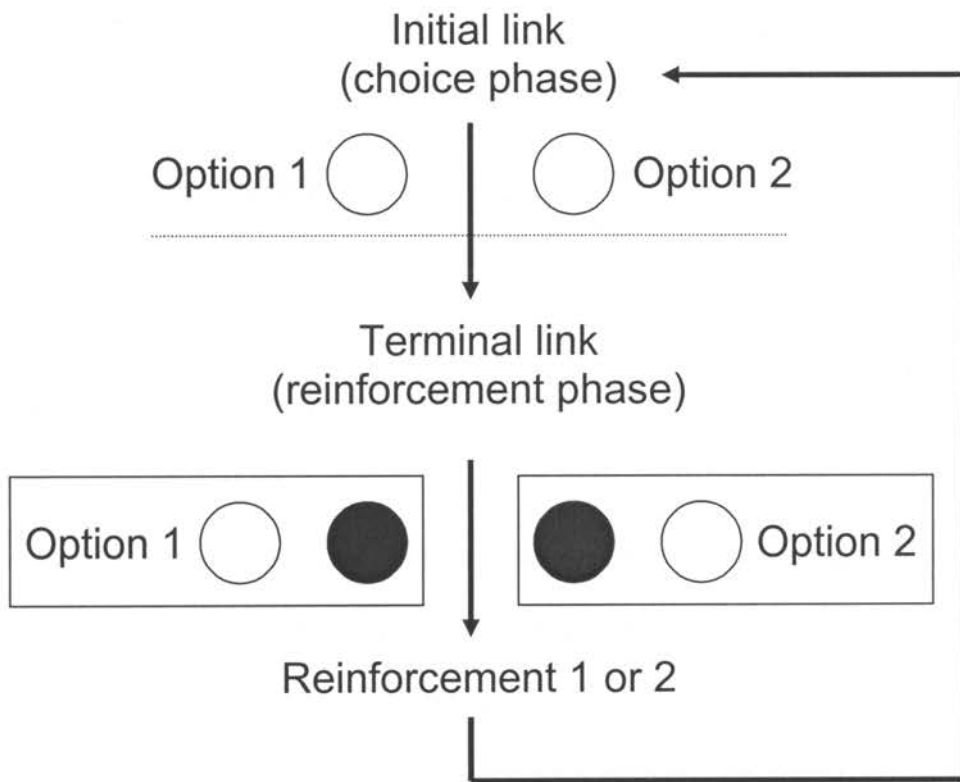 Initial link
(choice phase)
Option 1
Option 2
Terminal link
(reinforcement phase)
Option 1
Option 2
Reinforcement 1 or 2